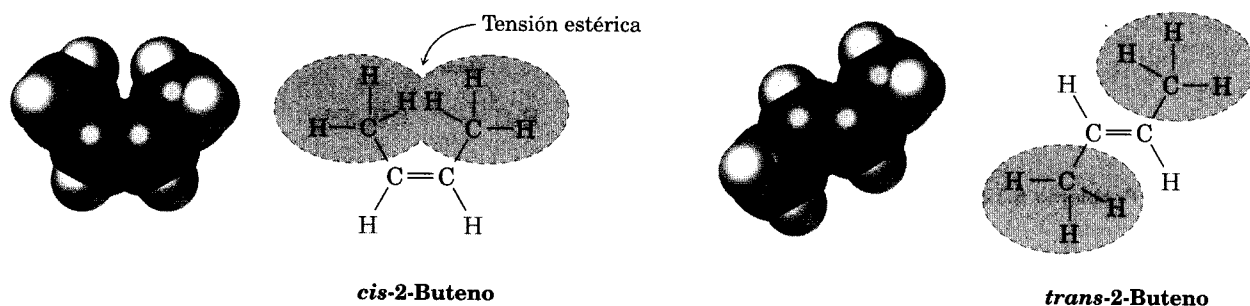 Tensión estérica
H H
H H
H—C H H C—H
C=C
H H
cis-2-Buteno
H
H
C—H
H
C=C
H—C H
H
H
trans-2-Buteno